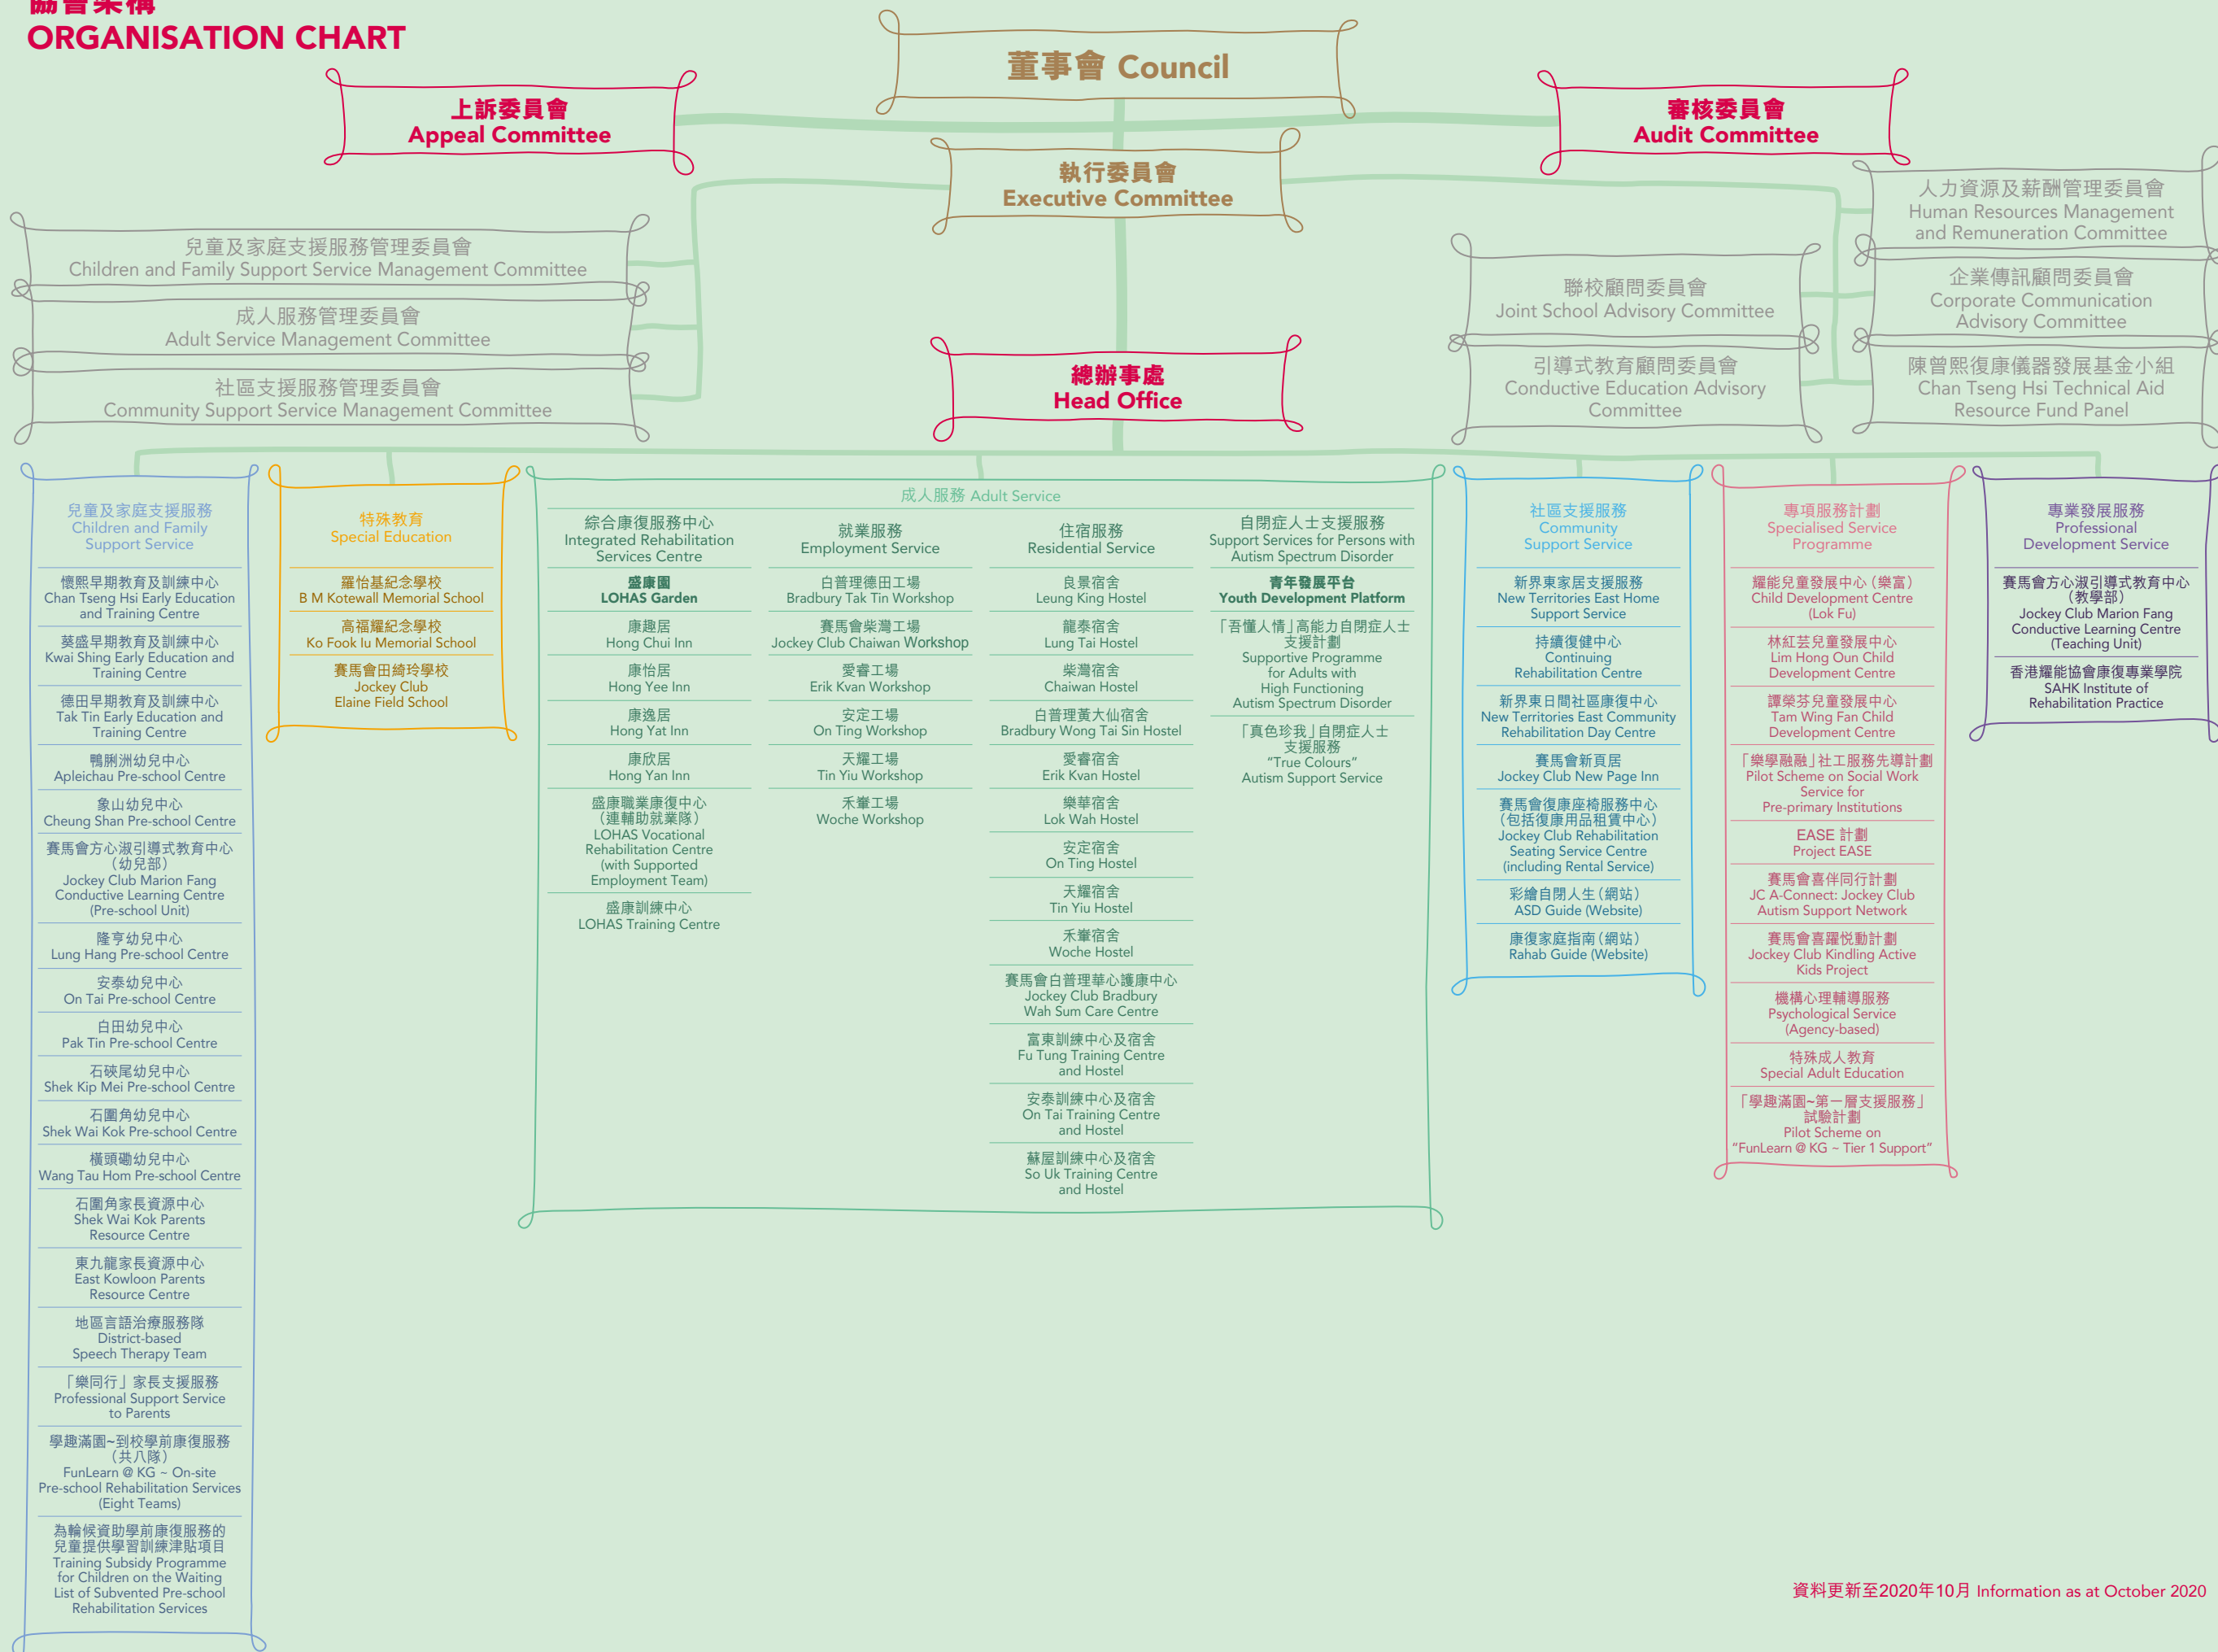 協會架構
ORGANISATION CHART
董事會 Council
上訴委員會
Appeal Committee
審核委員會
Audit Committee
執行委員會
Executive Committee
兒童及家庭支援服務管理委員會
Children and Family Support Service Management Committee
成人服務管理委員會
Adult Service Management Committee
社區支援服務管理委員會
Community Support Service Management Committee
聯校顧問委員會
Joint School Advisory Committee
引導式教育顧問委員會
Conductive Education Advisory
Committee
人力資源及薪酬管理委員會
Human Resources Management
and Remuneration Committee
企業傳訊顧問委員會
Corporate Communication
Advisory Committee
陳曾熙復康儀器發展基金小組
Chan Tseng Hsi Technical Aid
Resource Fund Panel
總辦事處
Head Office
兒童及家庭支援服務
Children and Family
Support Service
懷熙早期教育及訓練中心
Chan Tseng Hsi Early Education
and Training Centre
葵盛早期教育及訓練中心
Kwai Shing Early Education and
Training Centre
德田早期教育及訓練中心
Tak Tin Early Education and
Training Centre
鴨脷洲幼兒中心
Apleichau Pre-school Centre
象山幼兒中心
Cheung Shan Pre-school Centre
賽馬會方心淑引導式教育中心
（幼兒部）
Jockey Club Marion Fang
Conductive Learning Centre
(Pre-school Unit)
隆亨幼兒中心
Lung Hang Pre-school Centre
安泰幼兒中心
On Tai Pre-school Centre
白田幼兒中心
Pak Tin Pre-school Centre
石硤尾幼兒中心
Shek Kip Mei Pre-school Centre
石圍角幼兒中心
Shek Wai Kok Pre-school Centre
橫頭磡幼兒中心
Wang Tau Hom Pre-school Centre
石圍角家長資源中心
Shek Wai Kok Parents
Resource Centre
東九龍家長資源中心
East Kowloon Parents
Resource Centre
地區言語治療服務隊
District-based
Speech Therapy Team
「樂同行」家長支援服務
Professional Support Service
to Parents
學趣滿園~到校學前康復服務
（共八隊）
FunLearn @ KG ~ On-site
Pre-school Rehabilitation Services
(Eight Teams)
為輪候資助學前康復服務的
兒童提供學習訓練津貼項目
Training Subsidy Programme
for Children on the Waiting
List of Subvented Pre-school
Rehabilitation Services
特殊教育
Special Education
羅怡基紀念學校
B M Kotewall Memorial School
高福耀紀念學校
Ko Fook Iu Memorial School
賽馬會田綺玲學校
Jockey Club
Elaine Field School
成人服務 Adult Service
綜合康復服務中心
Integrated Rehabilitation
Services Centre
盛康園
LOHAS Garden
康趣居
Hong Chui Inn
康怡居
Hong Yee Inn
康逸居
Hong Yat Inn
康欣居
Hong Yan Inn
盛康職業康復中心
（連輔助就業隊）
LOHAS Vocational
Rehabilitation Centre
(with Supported
Employment Team)
盛康訓練中心
LOHAS Training Centre
就業服務
Employment Service
白普理德田工場
Bradbury Tak Tin Workshop
賽馬會柴灣工場
Jockey Club Chaiwan Workshop
愛睿工場
Erik Kvan Workshop
安定工場
On Ting Workshop
天耀工場
Tin Yiu Workshop
禾輋工場
Woche Workshop
住宿服務
Residential Service
良景宿舍
Leung King Hostel
龍泰宿舍
Lung Tai Hostel
柴灣宿舍
Chaiwan Hostel
白普理黃大仙宿舍
Bradbury Wong Tai Sin Hostel
愛睿宿舍
Erik Kvan Hostel
樂華宿舍
Lok Wah Hostel
安定宿舍
On Ting Hostel
天耀宿舍
Tin Yiu Hostel
禾輋宿舍
Woche Hostel
賽馬會白普理華心護康中心
Jockey Club Bradbury
Wah Sum Care Centre
富東訓練中心及宿舍
Fu Tung Training Centre
and Hostel
安泰訓練中心及宿舍
On Tai Training Centre
and Hostel
蘇屋訓練中心及宿舍
So Uk Training Centre
and Hostel
自閉症人士支援服務
Support Services for Persons with
Autism Spectrum Disorder
青年發展平台
Youth Development Platform
「吾懂人情」高能力自閉症人士
支援計劃
Supportive Programme
for Adults with
High Functioning
Autism Spectrum Disorder
「真色珍我」自閉症人士
支援服務
“True Colours”
Autism Support Service
社區支援服務
Community
Support Service
新界東家居支援服務
New Territories East Home
Support Service
持續復健中心
Continuing
Rehabilitation Centre
新界東日間社區康復中心
New Territories East Community
Rehabilitation Day Centre
賽馬會新頁居
Jockey Club New Page Inn
賽馬會復康座椅服務中心
（包括復康用品租賃中心）
Jockey Club Rehabilitation
Seating Service Centre
(including Rental Service)
彩繪自閉人生（網站）
ASD Guide (Website)
康復家庭指南（網站）
Rahab Guide (Website)
專項服務計劃
Specialised Service
Programme
耀能兒童發展中心（樂富）
Child Development Centre
(Lok Fu)
林紅芸兒童發展中心
Lim Hong Oun Child
Development Centre
譚榮芬兒童發展中心
Tam Wing Fan Child
Development Centre
「樂學融融」社工服務先導計劃
Pilot Scheme on Social Work
Service for
Pre-primary Institutions
EASE 計劃
Project EASE
賽馬會喜伴同行計劃
JC A-Connect: Jockey Club
Autism Support Network
賽馬會喜躍悅動計劃
Jockey Club Kindling Active
Kids Project
機構心理輔導服務
Psychological Service
(Agency-based)
特殊成人教育
Special Adult Education
「學趣滿園~第一層支援服務」
試驗計劃
Pilot Scheme on
“FunLearn @ KG ~ Tier 1 Support”
專業發展服務
Professional
Development Service
賽馬會方心淑引導式教育中心
（教學部）
Jockey Club Marion Fang
Conductive Learning Centre
(Teaching Unit)
香港耀能協會康復專業學院
SAHK Institute of
Rehabilitation Practice
資料更新至2020年10月 Information as at October 2020